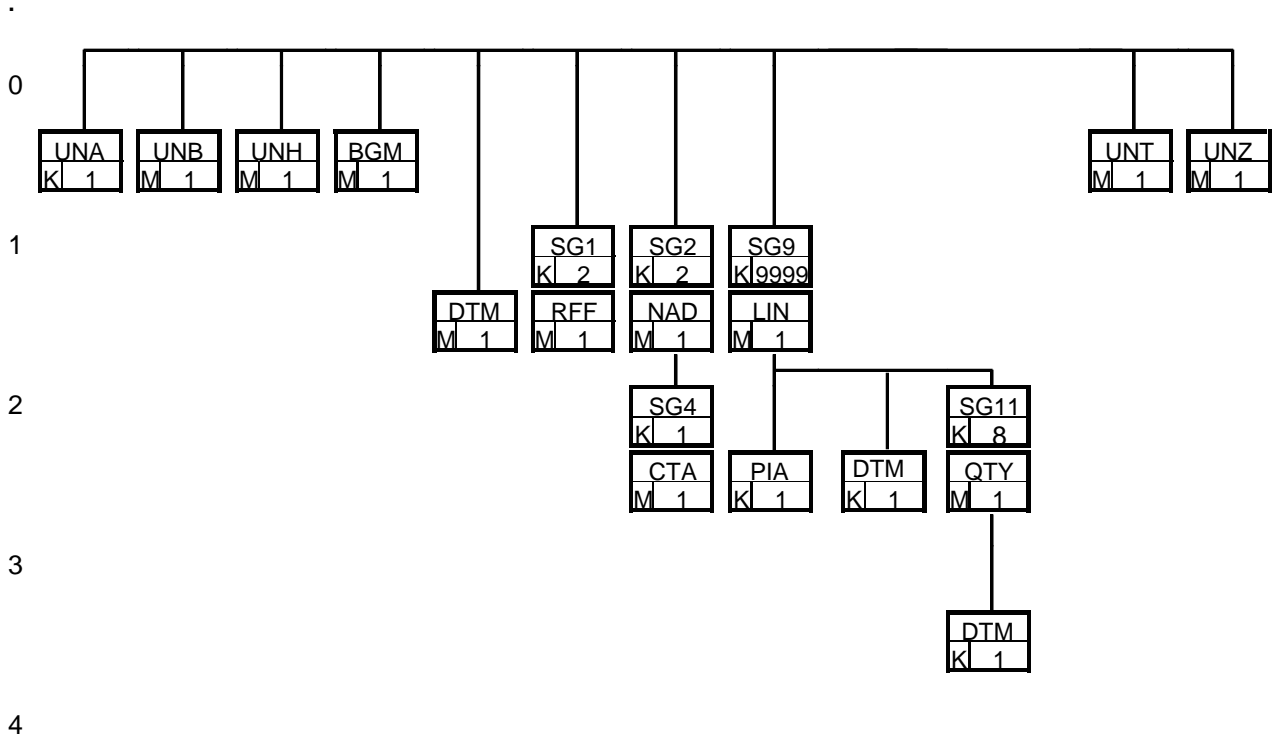 .
0
UNA UNB UNH BGM UNT UNZ
K 1 M 1 M 1 M 1 M 1 M 1
1
SG1 SG2 SG9
K 2 K 2 K 9999
DTM RFF NAD LIN
M 1 M 1 M 1 M 1
2
SG4 SG11
K 1 K 8
CTA PIA DTM QTY
M 1 K 1 K 1 M 1
3
DTM
K 1
4